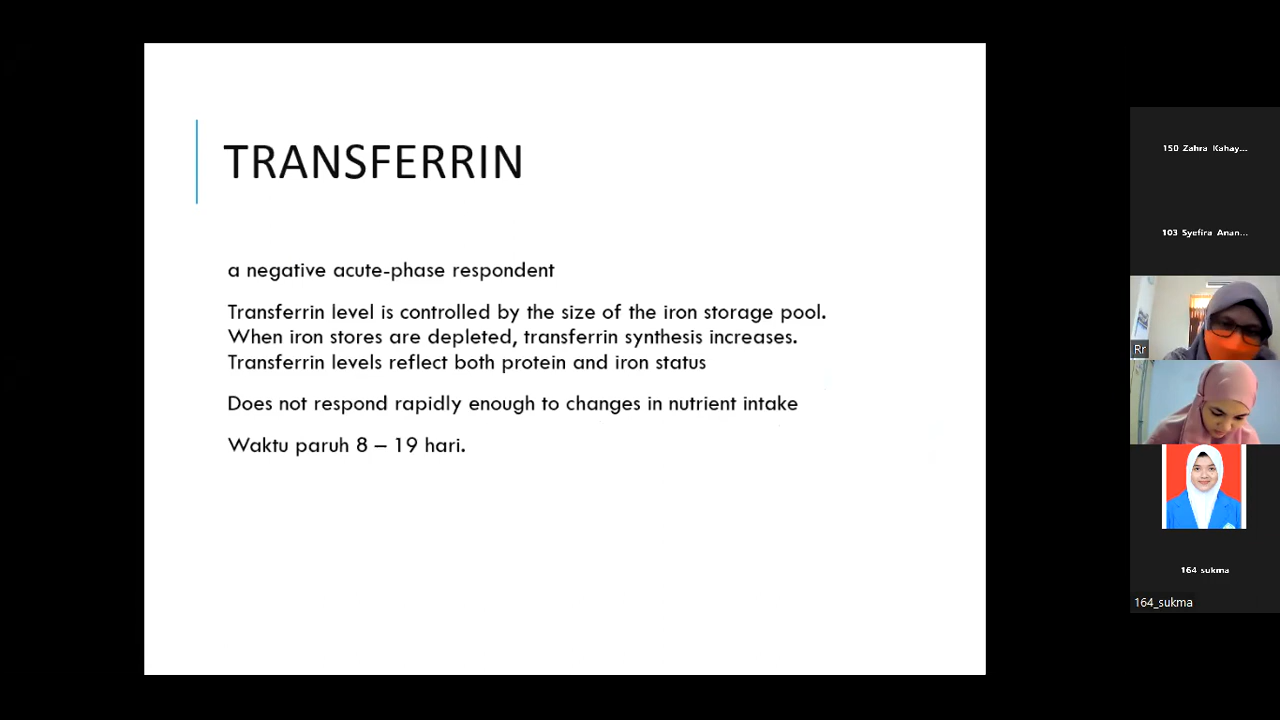 TRANSFERRIN
a negative acute-phase respondent
Transferrin level is controlled by the size of the iron storage pool.
When iron stores are depleted, transferrin synthesis increases.
Transferrin levels reflect both protein and iron status
Does not respond rapidly enough to changes in nutrient intake
Waktu paruh 8 – 19 hari.
150 Zahra Kahay...
103 Syefira Anan...
Rr
164 sukma
164_sukma